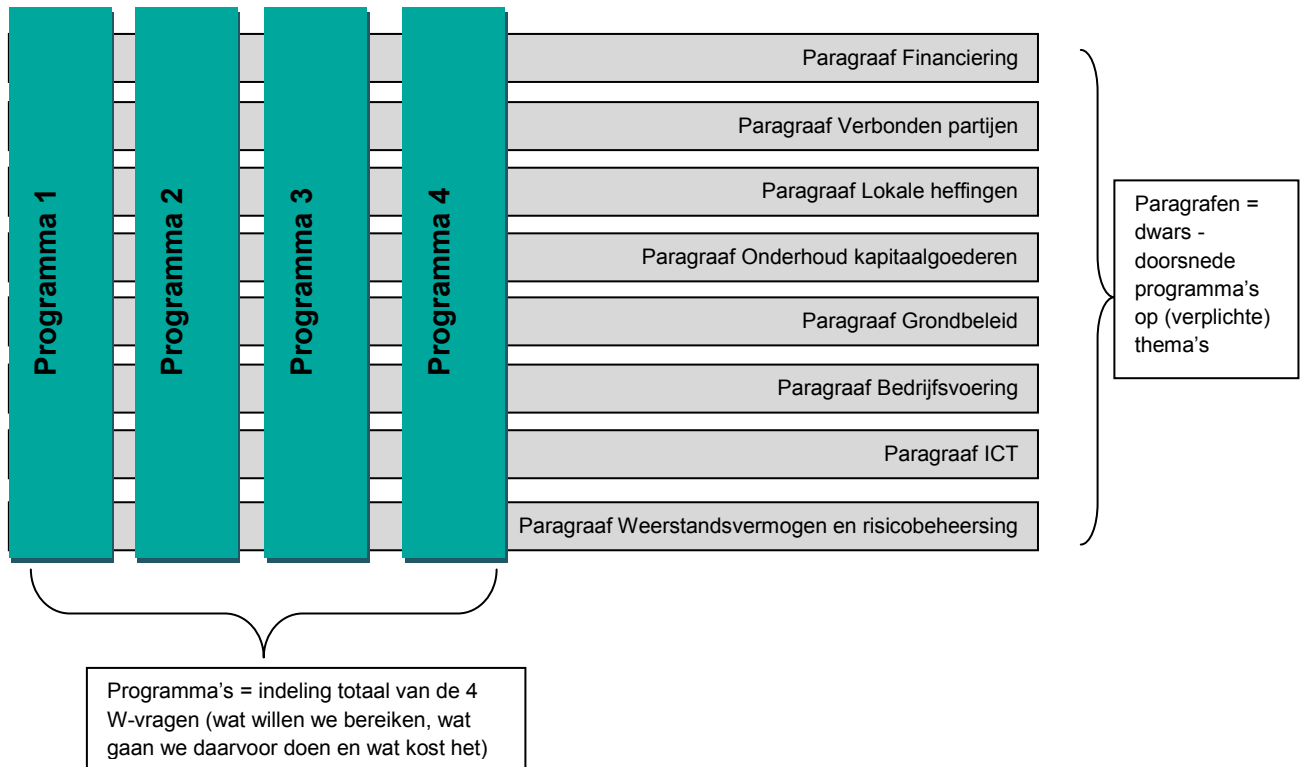 Programma 1
Programma 2
Programma 3
Programma 4
Paragraaf Financiering
Paragraaf Verbonden partijen
Paragraaf Lokale heffingen
Paragraaf Onderhoud kapitaalgoederen
Paragraaf Grondbeleid
Paragraaf Bedrijfsvoering
Paragraaf ICT
Paragraaf Weerstandsvermogen en risicobeheersing
Paragrafen =
dwars -
doorsnede
programma’s
op (verplichte)
thema’s
Programma’s = indeling totaal van de 4
W-vragen (wat willen we bereiken, wat
gaan we daarvoor doen en wat kost het)